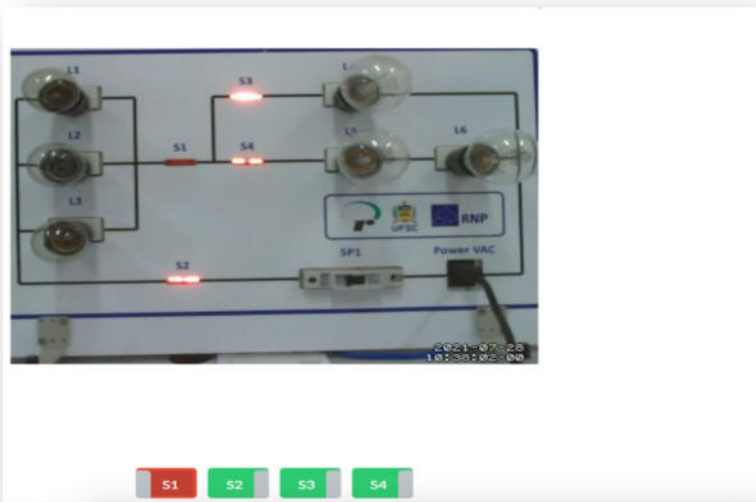 L1
S3
L2
S1
S4
L5
L6
L3
UFSC
RNP
S2
SP1
Power VAC
2021-07-28
10:38:02-00
S1
S2
S3
S4